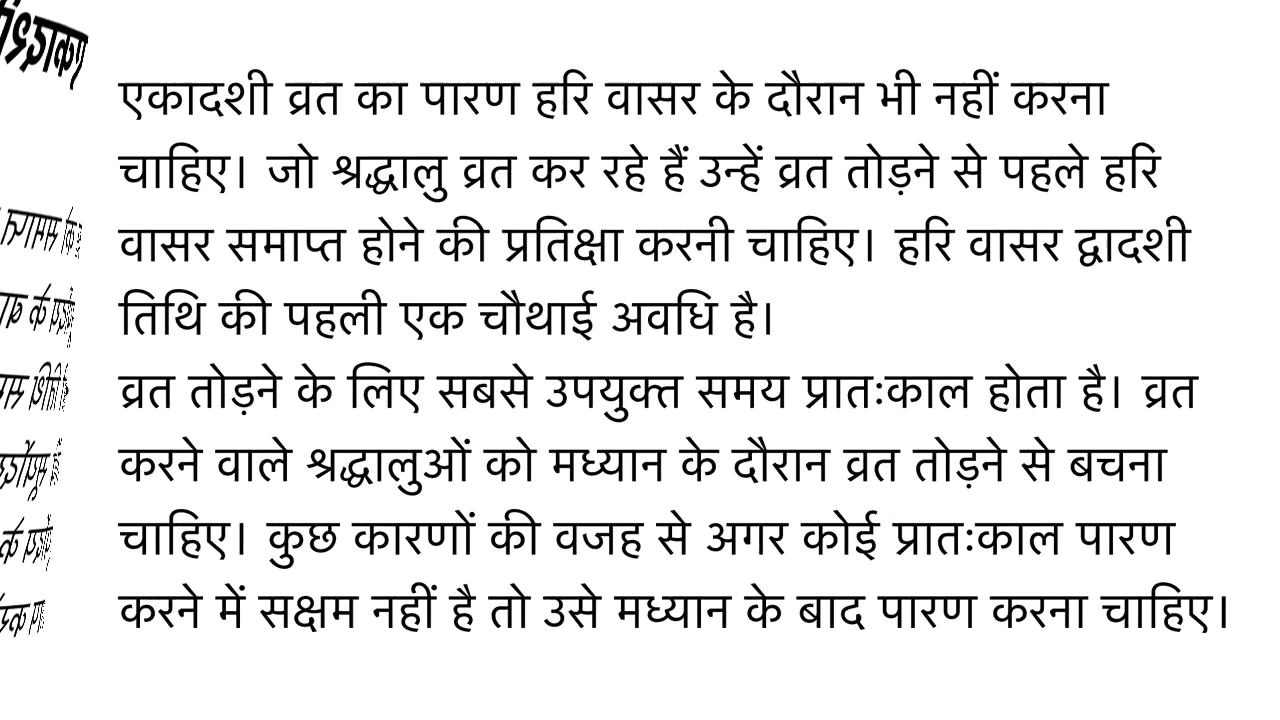 एकादशी व्रत का पारण हरि वासर के दौरान भी नहीं करना
चाहिए। जो श्रद्धालु व्रत कर रहे हैं उन्हें व्रत तोड़ने से पहले हरि
वासर समाप्त होने की प्रतिक्षा करनी चाहिए। हरि वासर द्वादशी
तिथि की पहली एक चौथाई अवधि है।
व्रत तोड़ने के लिए सबसे उपयुक्त समय प्रातःकाल होता है। व्रत
करने वाले श्रद्धालुओं को मध्यान के दौरान व्रत तोड़ने से बचना
चाहिए। कुछ कारणों की वजह से अगर कोई प्रातःकाल पारण
करने में सक्षम नहीं है तो उसे मध्यान के बाद पारण करना चाहिए।